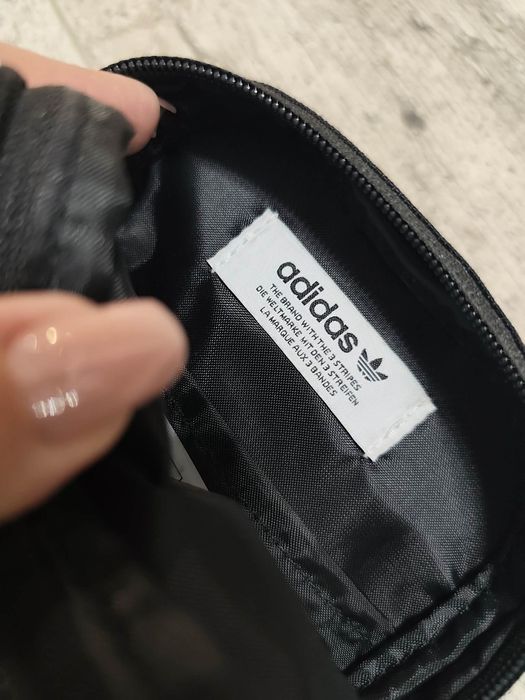 adidas
THE BRAND WITH THE 3 STRIPES
DIE WELTMARKE MIT DEN 3 STREIFEN
LA MARQUE AUX 3 BANDES